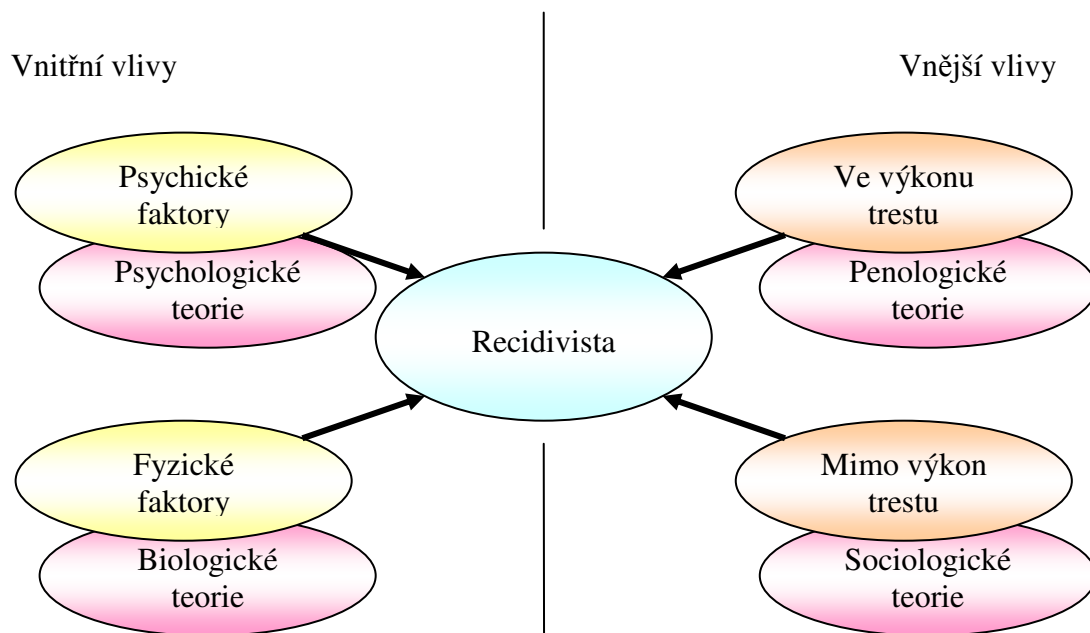 Vnitřní vlivy
Vnější vlivy
Psychické
faktory
Psychologické
teorie
Ve výkonu
trestu
Penologické
teorie
Recidivista
Fyzické
faktory
Biologické
teorie
Mimo výkon
trestu
Sociologické
teorie